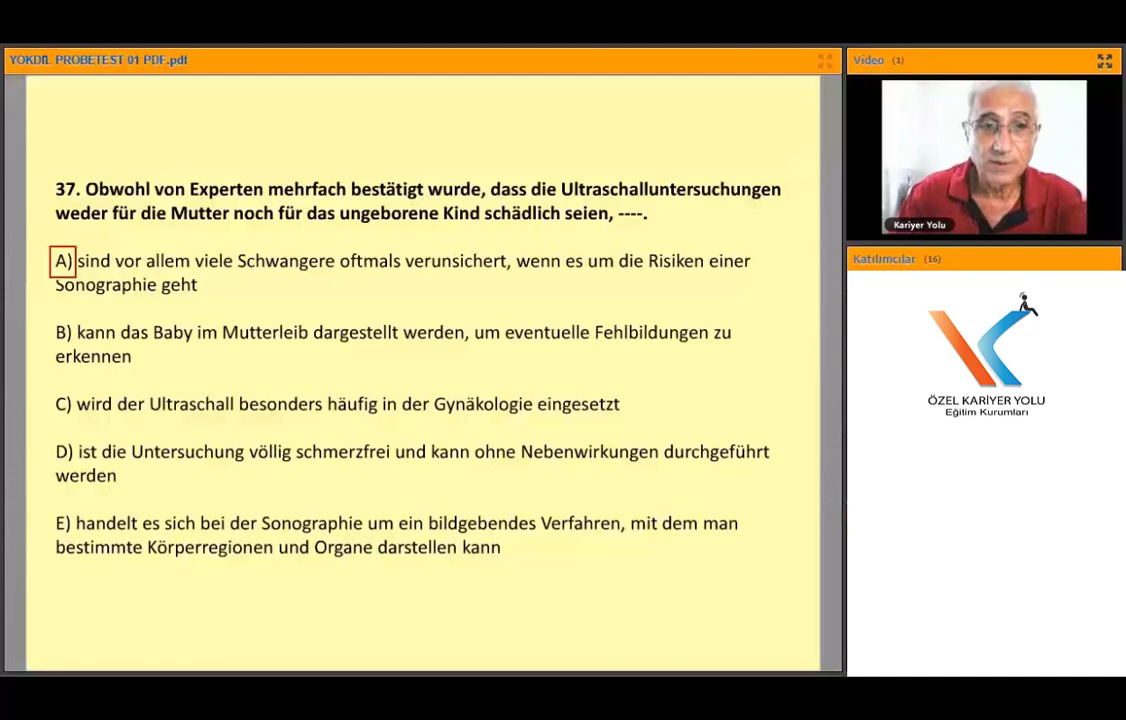 YÖKDİL PROBETEST 01 PDF.pdf
Video (1)
37. Obwohl von Experten mehrfach bestätigt wurde, dass die Ultraschalluntersuchungen
weder für die Mutter noch für das ungeborene Kind schädlich seien, ----.
Kariyer Yolu
A) sind vor allem viele Schwangere oftmals verunsichert, wenn es um die Risiken einer
Sonographie geht
Katılımcılar (16)
B) kann das Baby im Mutterleib dargestellt werden, um eventuelle Fehlbildungen zu
erkennen
C) wird der Ultraschall besonders häufig in der Gynäkologie eingesetzt
ÖZEL KARİYER YOLU
Eğitim Kurumları
D) ist die Untersuchung völlig schmerzfrei und kann ohne Nebenwirkungen durchgeführt
werden
E) handelt es sich bei der Sonographie um ein bildgebendes Verfahren, mit dem man
bestimmte Körperregionen und Organe darstellen kann